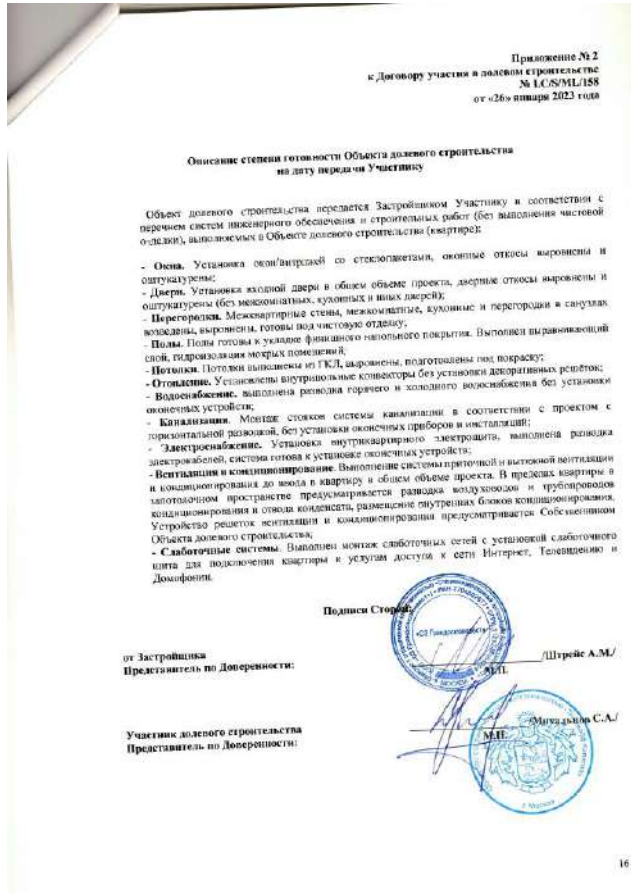 Приложение № 2
к Договору участия в долевом строительстве
№ LC/S/ML/158
от «26» января 2023 года
Описание степени готовности Объекта долевого строительства
на дату передачи Участнику
Объект долевого строительства передается Застройщиком Участнику в соответствии с
перечнем систем инженерного обеспечения и строительных работ (без выполнения чистовой
отделки), выполняемых в Объекте долевого строительства (квартире):
- Окна. Установка окон/витражей со стеклопакетами, оконные откосы выровнены и
оштукатурены;
- Двери. Установка входной двери в общем объеме проекта, дверные откосы выровнены и
оштукатурены (без межкомнатных, кухонных и иных дверей);
- Перегородки. Межквартирные стены, межкомнатные, кухонные и перегородки в санузлах
возведены, выровнены, готовы под чистовую отделку;
- Полы. Полы готовы к укладке финишного напольного покрытия. Выполнен выравнивающий
слой, гидроизоляция мокрых помещений;
- Потолки. Потолки выполнены из ГКЛ, выровнены, подготовлены под покраску;
- Отопление. Установлены внутрипольные конвекторы без установки декоративных решёток;
- Водоснабжение. выполнена разводка горячего и холодного водоснабжения без установки
оконечных устройств;
- Канализация. Монтаж стояков системы канализации в соответствии с проектом с
горизонтальной разводкой, без установки оконечных приборов и инсталляций;
- Электроснабжение. Установка внутриквартирного электрощита, выполнена разводка
электрокабелей, система готова к установке оконечных устройств;
- Вентиляция и кондиционирование. Выполнение системы приточной и вытяжной вентиляции
и кондиционирования до ввода в квартиру в общем объеме проекта. В пределах квартиры в
запотолочном пространстве предусматривается разводка воздуховодов и трубопроводов
кондиционирования и отвода конденсата, размещение внутренних блоков кондиционирования.
Устройство решеток вентиляции и кондиционирования предусматривается Собственником
Объекта долевого строительства;
- Слаботочные системы. Выполнен монтаж слаботочных сетей с установкой слаботочного
щита для подключения квартиры к услугам доступа к сети Интернет, Телевидению и
Домофонии.
Подписи Сторон:
от Застройщика
Представитель по Доверенности:
/Штрейс А.М./
М.П.
Участник долевого строительства
Представитель по Доверенности:
С.А./
М.П.
г. Москва
16